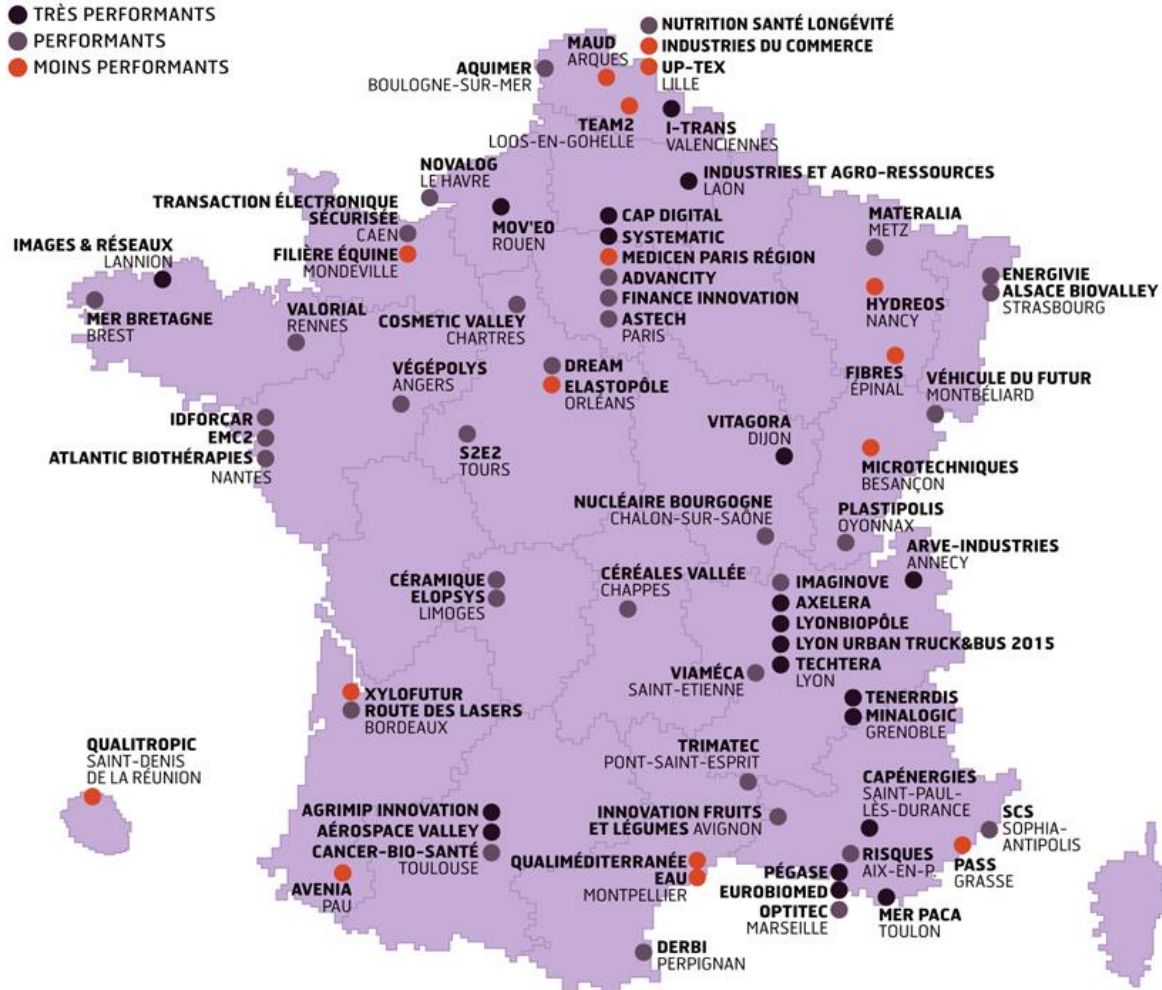 TRÈS PERFORMANTS
PERFORMANTS
MOINS PERFORMANTS
NUTRITION SANTÉ LONGÉVITÉ
INDUSTRIES DU COMMERCE
UP-TEX
LILLE
MAUD
ARQUES
AQUIMER
BOULOGNE-SUR-MER
TEAM2
LOOS-EN-GOHELLE
I-TRANS
VALENCIENNES
NOVALOG
LE HAVRE
INDUSTRIES ET AGRO-RESSOURCES
LAON
TRANSACTION ÉLECTRONIQUE
SÉCURISÉE
CAEN
MOV'EO
ROUEN
CAP DIGITAL
SYSTEMATIC
MEDICEN PARIS RÉGION
ADVANCITY
FINANCE INNOVATION
ASTECH
PARIS
MATERALIA
METZ
IMAGES & RÉSEAUX
LANNION
FILIÈRE ÉQUINE
MONDEVILLE
ENERGIVIE
ALSACE BIOVALLEY
STRASBOURG
HYDREOS
NANCY
MER BRETAGNE
BREST
VALORIAL
RENNES
COSMETIC VALLEY
CHARTRES
VÉGÉPOLYS
ANGERS
DREAM
ELASTOPÔLE
ORLÉANS
FIBRES
ÉPINAL
VÉHICULE DU FUTUR
MONTBÉLIARD
IDFORCAR
EMC2
ATLANTIC BIOTHÉRAPIES
NANTES
S2E2
TOURS
VITAGORA
DIJON
MICROTECHNIQUES
BESANÇON
NUCLÉAIRE BOURGOGNE
CHALON-SUR-SAÔNE
PLASTIPOLIS
OYONNAX
ARVE-INDUSTRIES
ANNECY
CÉRAMIQUE
ELOPSYS
LIMOGES
CÉRÉALES VALLÉE
CHAPPES
IMAGINOVE
AXELERA
LYONBIOPÔLE
LYON URBAN TRUCK&BUS 2015
TECHTERA
LYON
VIAMÉCA
SAINT-ETIENNE
XYLOFUTUR
ROUTE DES LASERS
BORDEAUX
TENERRDIS
MINALOGIC
GRENOBLE
QUALITROPIC
SAINT-DENIS
DE LA RÉUNION
TRIMATEC
PONT-SAINT-ESPRIT
CAPÉNERGIES
SAINT-PAUL-
LÈS-DURANCE
AGRIMIP INNOVATION
AÉROSPACE VALLEY
CANCER-BIO-SANTÉ
TOULOUSE
INNOVATION FRUITS
ET LÉGUMES AVIGNON
SCS
SOPHIA-
ANTIPOLIS
QUALIMÉDITERRANÉE
EAU
MONTPELLIER
RISQUES
AIX-EN-P.
PASS
GRASSE
AVENIA
PAU
PÉGASE
EUROBIOMED
OPTITEC
MARSEILLE
MER PACA
TOULON
DERBI
PERPIGNAN